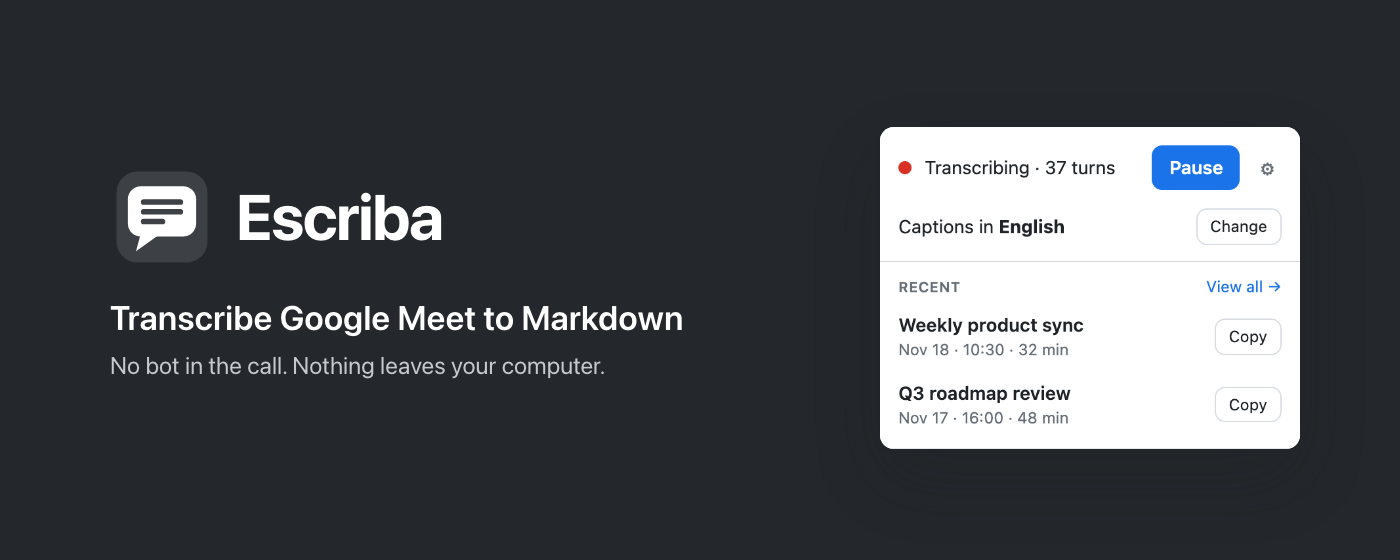 Escriba
Transcribe Google Meet to Markdown
No bot in the call. Nothing leaves your computer.
Transcribing · 37 turns
Pause
Captions in English
Change
RECENT
View all →
Weekly product sync
Nov 18 · 10:30 · 32 min
Copy
Q3 roadmap review
Nov 17 · 16:00 · 48 min
Copy